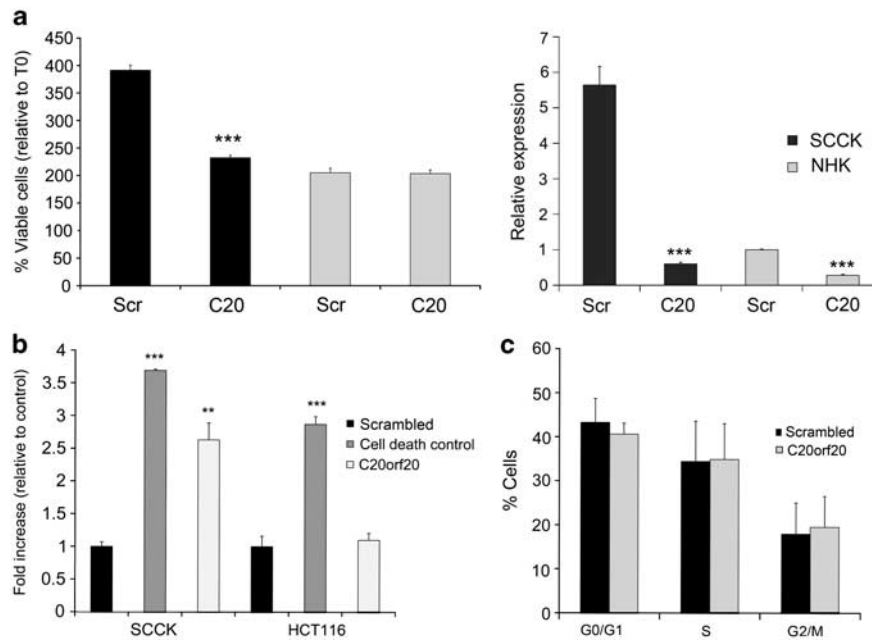 a
% Viable cells (relative to T0)
450
400
350
300
250
200
150
100
50
0
***
Scr
C20
Scr
C20
Relative expression
7
6
5
4
3
2
1
0
***
***
SCCK
NHK
Scr
C20
Scr
C20
b
Fold increase (relative to control)
4
3.5
3
2.5
2
1.5
1
0.5
0
***
**
***
Scrambled
Cell death control
C20orf20
SCCK
HCT116
c
% Cells
60
50
40
30
20
10
0
Scrambled
C20orf20
G0/G1
S
G2/M